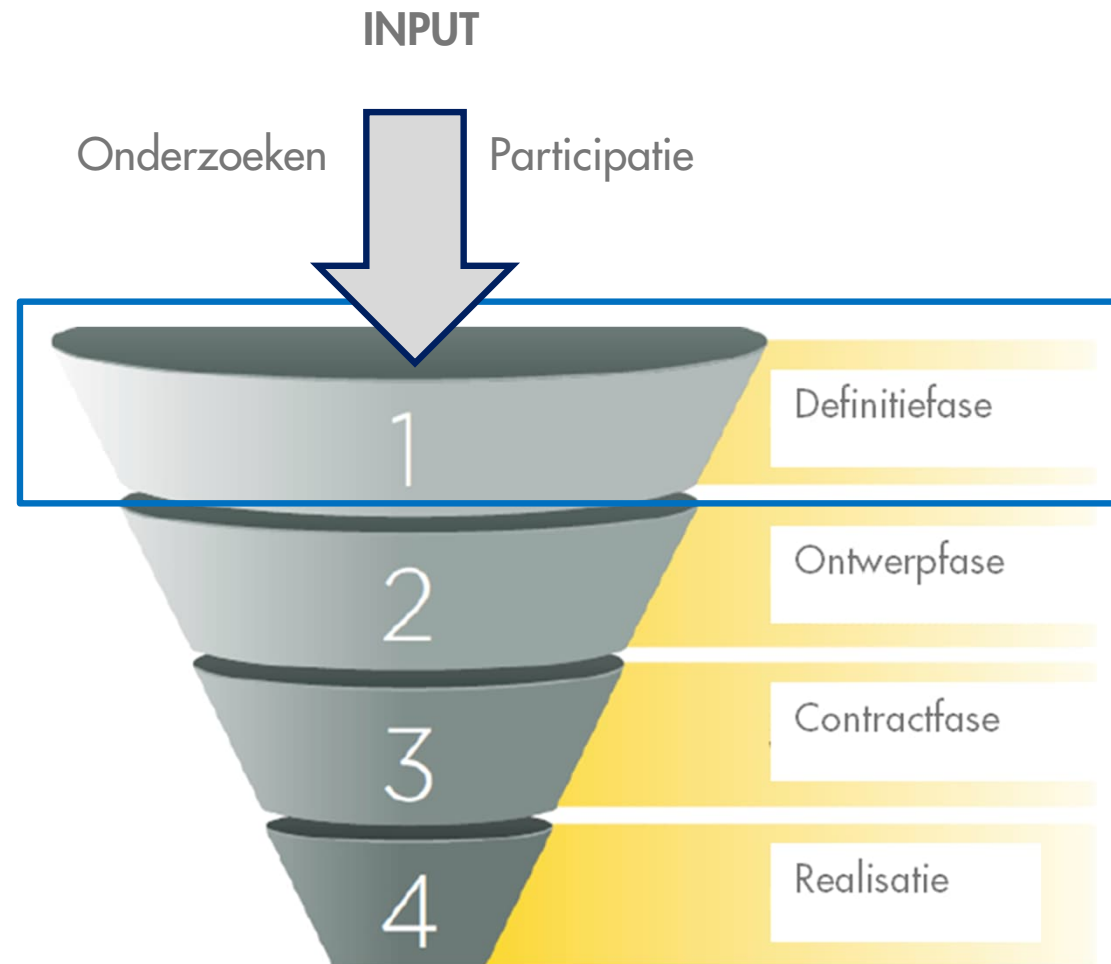 INPUT
Onderzoeken Participatie
1 Definitiefase
2 Ontwerpfase
3 Contractfase
4 Realisatie